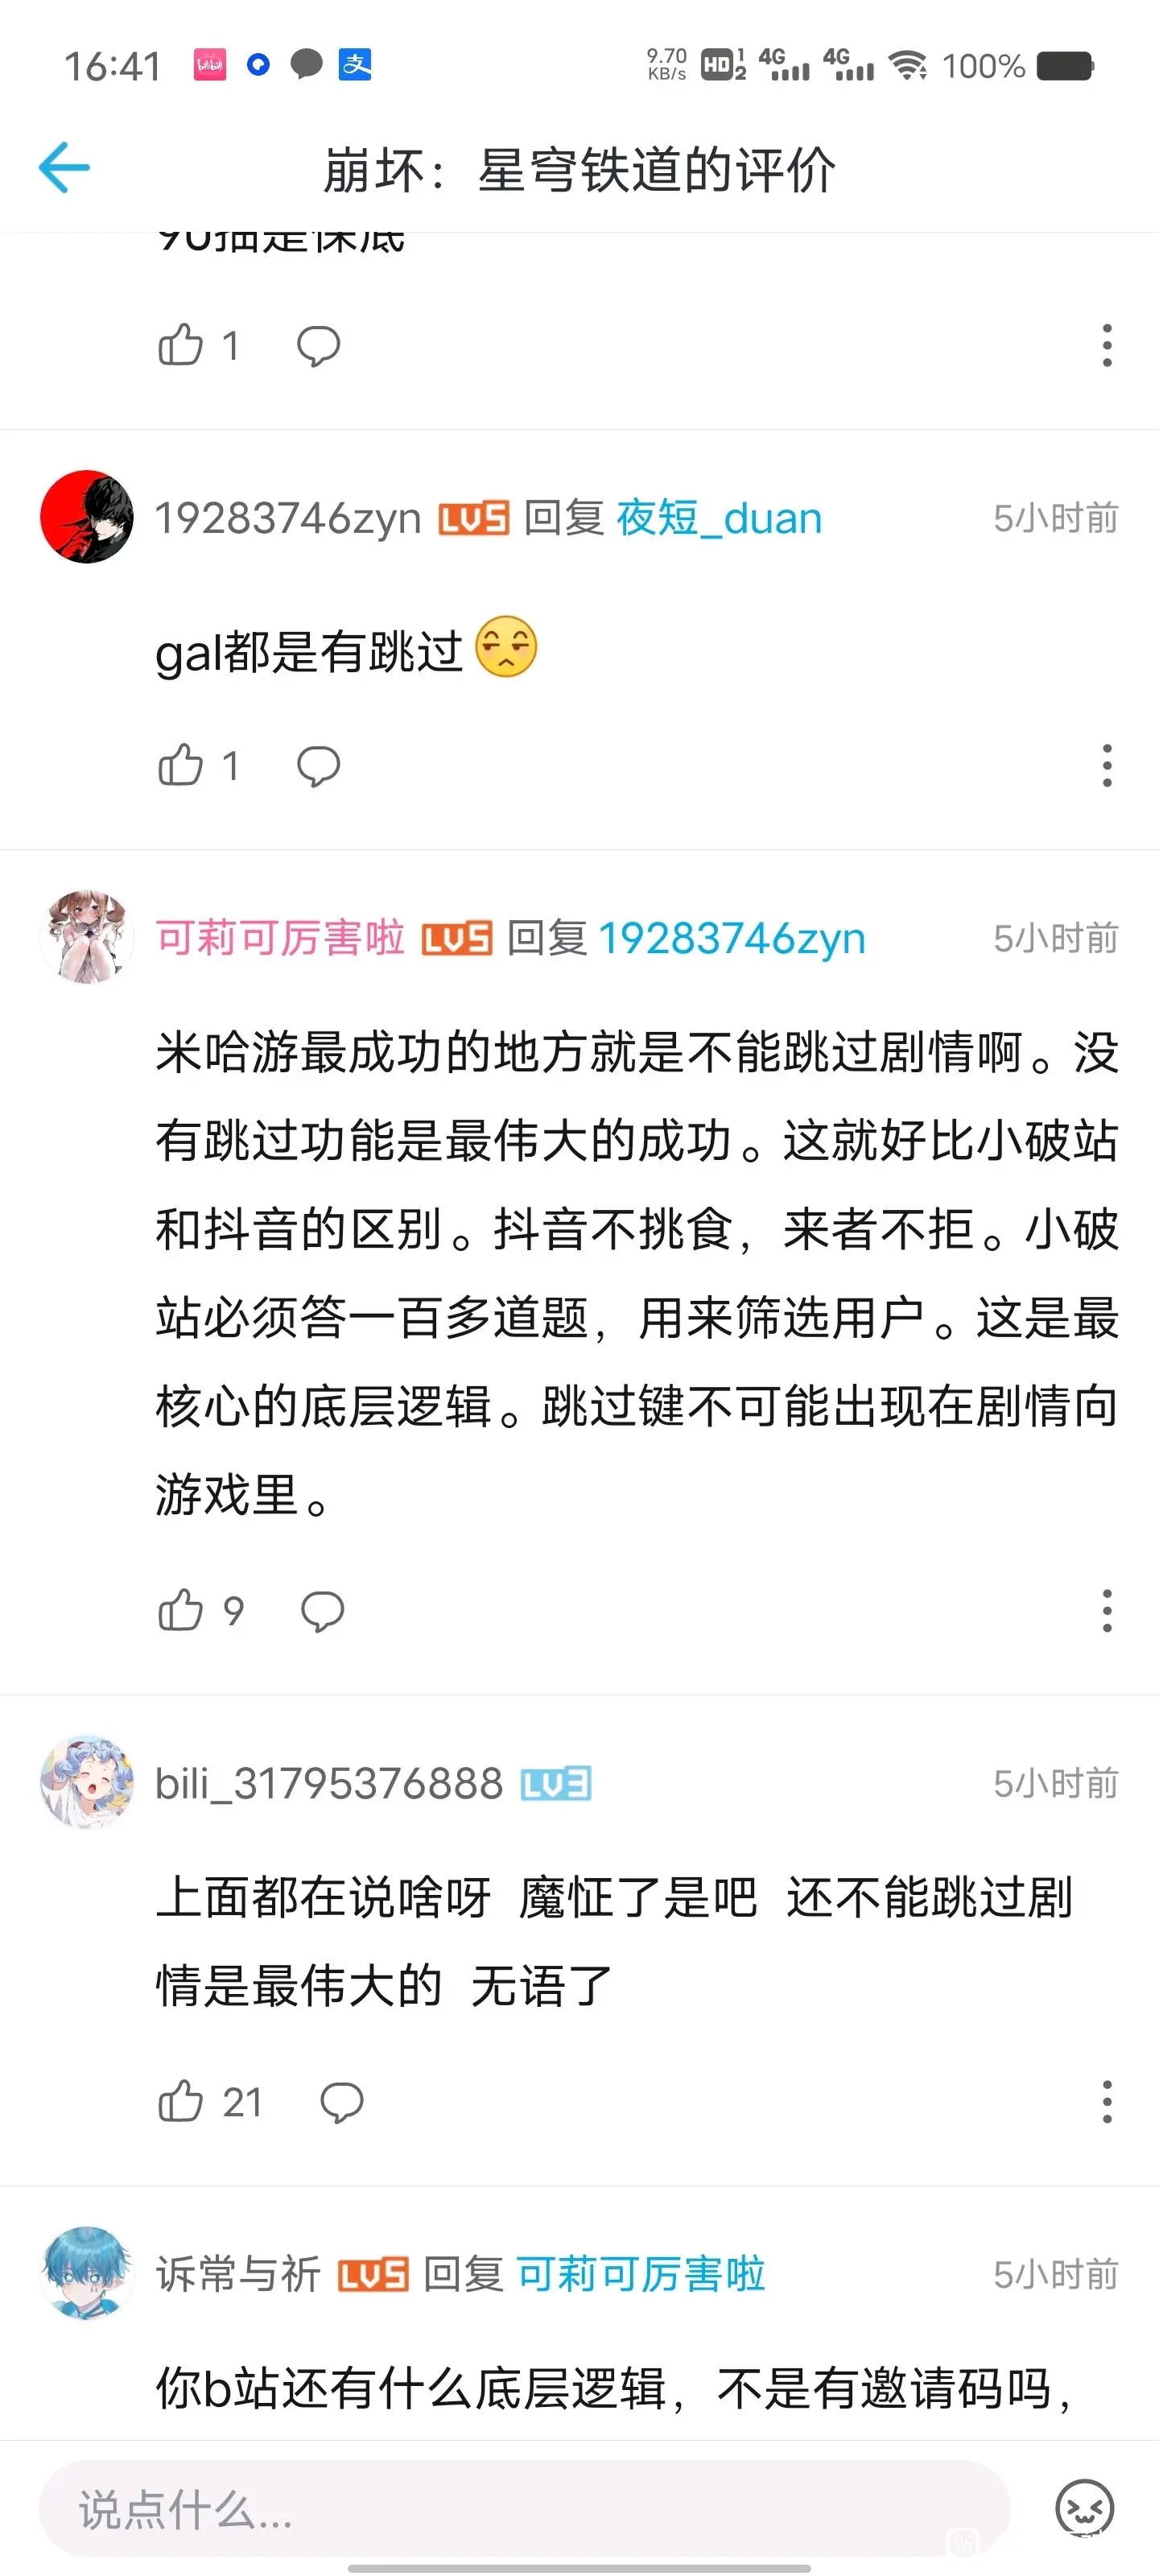 16:41
9.70 KB/s HD 1 2 4G 4G 100%
崩坏：星穹铁道的评价
90抽是保底
1
19283746zyn LV5 回复 夜短_duan 5小时前
gal都是有跳过
1
可莉可厉害啦 LV5 回复 19283746zyn 5小时前
米哈游最成功的地方就是不能跳过剧情啊。没
有跳过功能是最伟大的成功。这就好比小破站
和抖音的区别。抖音不挑食，来者不拒。小破
站必须答一百多道题，用来筛选用户。这是最
核心的底层逻辑。跳过键不可能出现在剧情向
游戏里。
9
bili_31795376888 LV3 5小时前
上面都在说啥呀 魔怔了是吧 还不能跳过剧
情是最伟大的 无语了
21
诉常与祈 LV5 回复 可莉可厉害啦 5小时前
你b站还有什么底层逻辑，不是有邀请码吗，
说点什么...